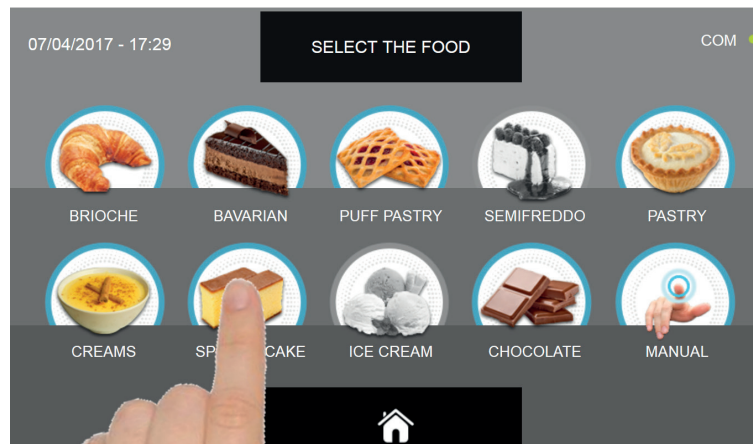 07/04/2017 - 17:29
SELECT THE FOOD
COM
BRIOCHE
BAVARIAN
PUFF PASTRY
SEMIFREDDO
PASTRY
CREAMS
SP CAKE
ICE CREAM
CHOCOLATE
MANUAL